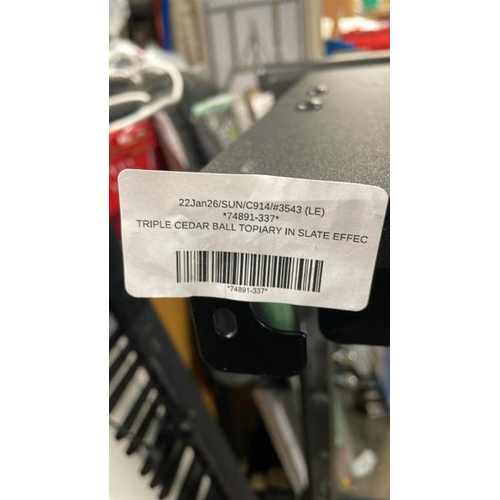 22Jan26/SUN/C914/#3543 (LE)
*74891-337*
TRIPLE CEDAR BALL TOPIARY IN SLATE EFFEC
*74891-337*